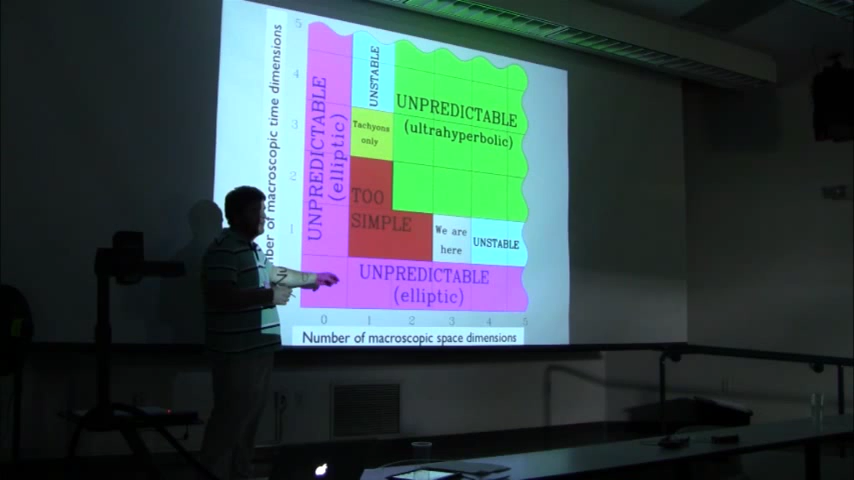 Number of macroscopic time dimensions
5
4
3
2
1
UNPREDICTABLE
(elliptic)
UNSTABLE
UNPREDICTABLE
(ultrahyperbolic)
Tachyons
only
TOO
SIMPLE
We are
here
UNSTABLE
UNPREDICTABLE
(elliptic)
0
1
2
3
4
5
Number of macroscopic space dimensions